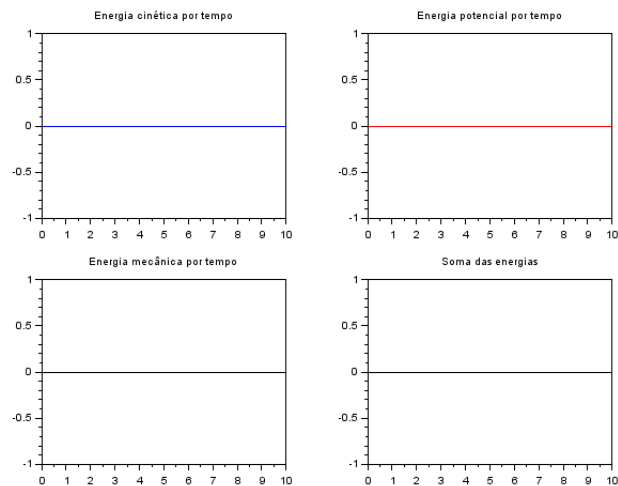 Energia cinética por tempo
1
0.5
0
-0.5
-1
0 1 2 3 4 5 6 7 8 9 10
Energia potencial por tempo
1
0.5
0
-0.5
-1
0 1 2 3 4 5 6 7 8 9 10
Energia mecânica por tempo
1
0.5
0
-0.5
-1
0 1 2 3 4 5 6 7 8 9 10
Soma das energias
1
0.5
0
-0.5
-1
0 1 2 3 4 5 6 7 8 9 10